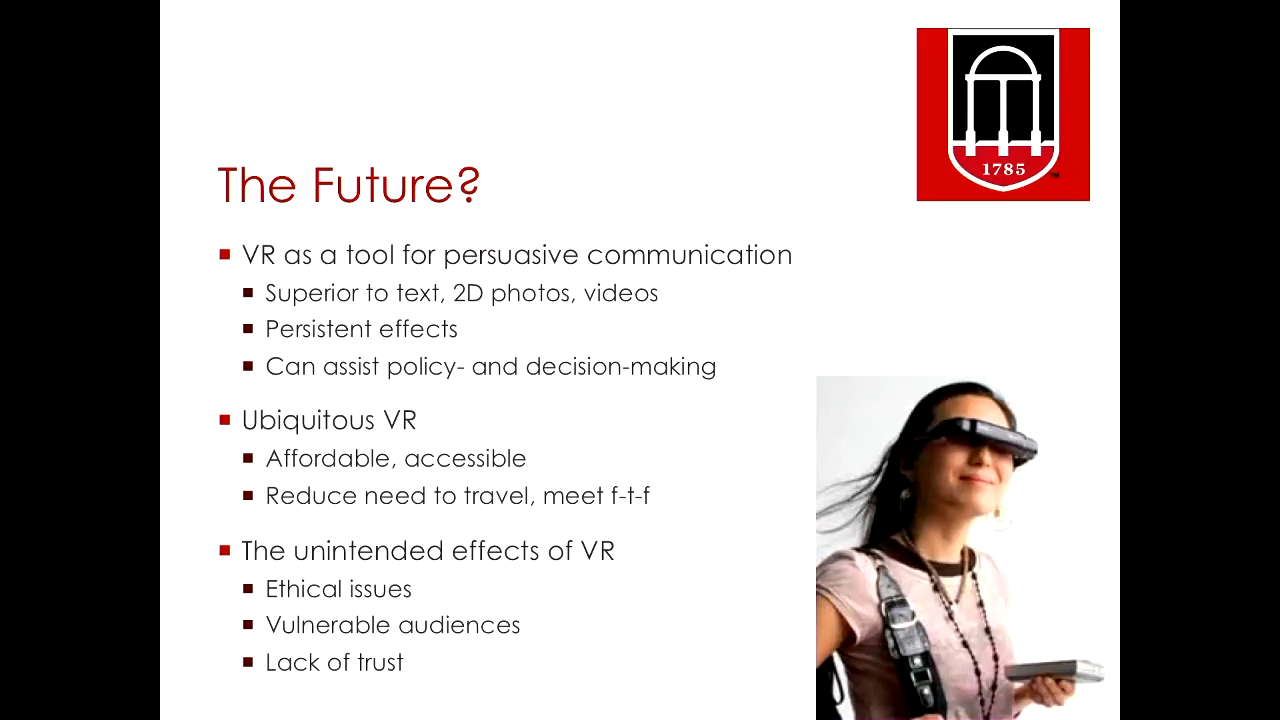 1785
The Future?
VR as a tool for persuasive communication
Superior to text, 2D photos, videos
Persistent effects
Can assist policy- and decision-making
Ubiquitous VR
Affordable, accessible
Reduce need to travel, meet f-t-f
The unintended effects of VR
Ethical issues
Vulnerable audiences
Lack of trust